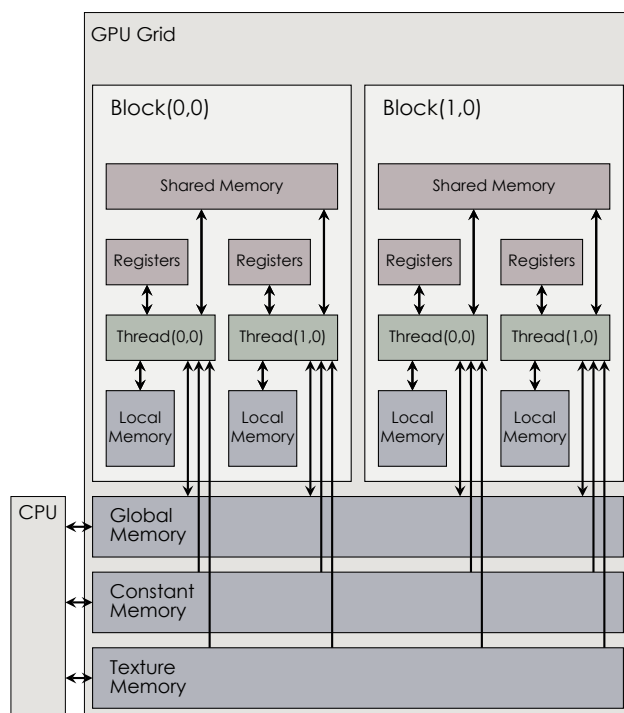 GPU Grid
Block(0,0)
Block(1,0)
Shared Memory
Shared Memory
Registers
Registers
Registers
Registers
Thread(0,0)
Thread(1,0)
Thread(0,0)
Thread(1,0)
Local
Memory
Local
Memory
Local
Memory
Local
Memory
CPU
Global
Memory
Constant
Memory
Texture
Memory